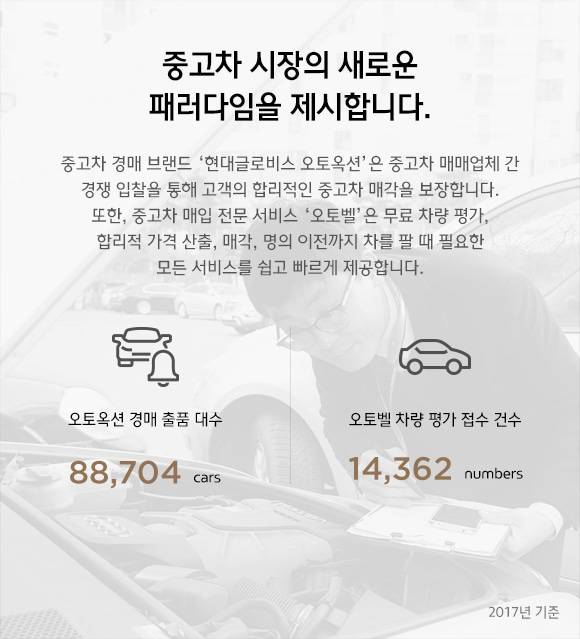 중고차 시장의 새로운
패러다임을 제시합니다.
중고차 경매 브랜드 ‘현대글로비스 오토옥션’은 중고차 매매업체 간
경쟁 입찰을 통해 고객의 합리적인 중고차 매각을 보장합니다.
또한, 중고차 매입 전문 서비스 ‘오토벨’은 무료 차량 평가,
합리적 가격 산출, 매각, 명의 이전까지 차를 팔 때 필요한
모든 서비스를 쉽고 빠르게 제공합니다.
오토옥션 경매 출품 대수
88,704 cars
오토벨 차량 평가 접수 건수
14,362 numbers
2017년 기준